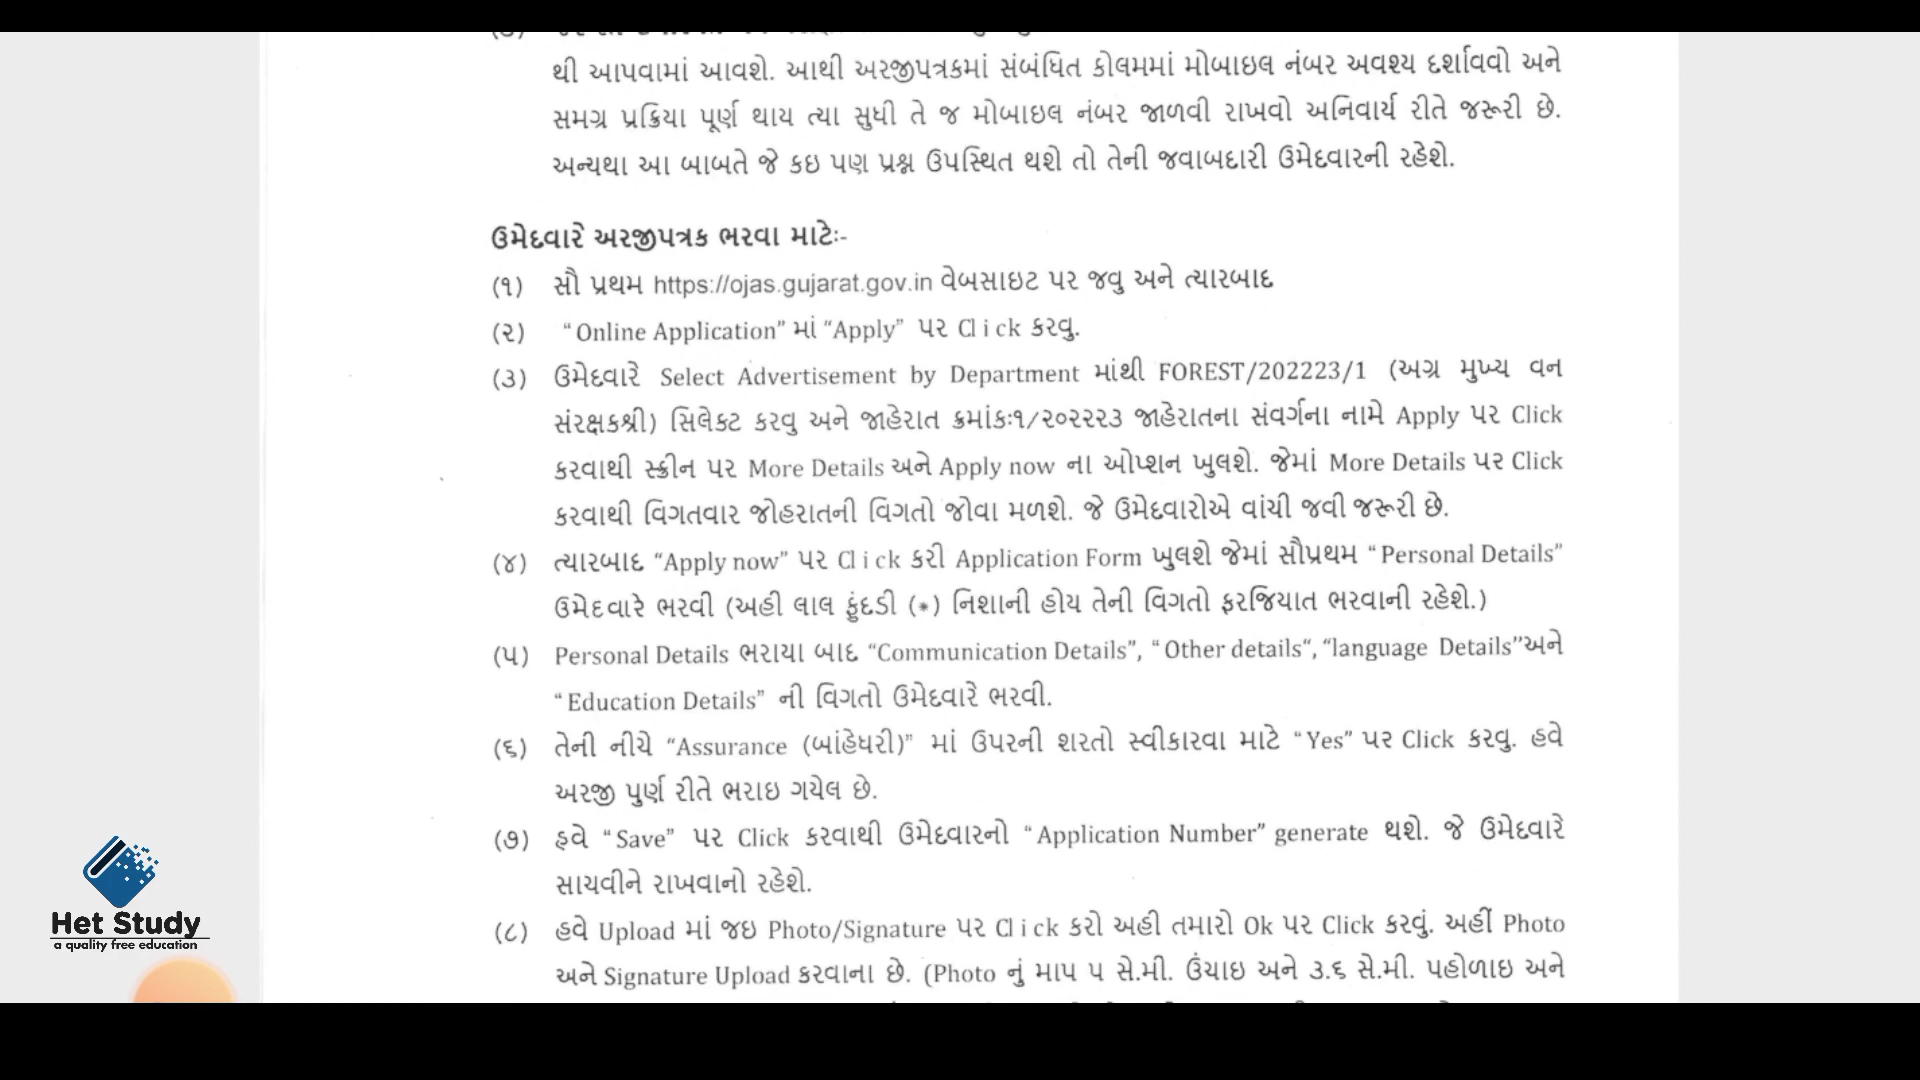 થી આપવામાં આવશે. આથી અરજીપત્રકમાં સંબંધિત કોલમમાં મોબાઇલ નંબર અવશ્ય દર્શાવવો અને
સમગ્ર પ્રક્રિયા પૂર્ણ થાય ત્યા સુધી તે જ મોબાઇલ નંબર જાળવી રાખવો અનિવાર્ય રીતે જરૂરી છે.
અન્યથા આ બાબતે જે કઇ પણ પ્રશ્ન ઉપસ્થિત થશે તો તેની જવાબદારી ઉમેદવારની રહેશે.
ઉમેદવારે અરજીપત્રક ભરવા માટેઃ-
(૧) સૌ પ્રથમ https://ojas.gujarat.gov.in વેબસાઇટ પર જવુ અને ત્યારબાદ
(૨) “Online Application” માં “Apply” પર Click કરવુ.
(૩) ઉમેદવારે Select Advertisement by Department માંથી FOREST/202223/1 (અગ્ર મુખ્ય વન
સંરક્ષકશ્રી) સિલેકટ કરવુ અને જાહેરાત ક્રમાંકઃ૧/૨૦૨૨૨૩ જાહેરાતના સંવર્ગના નામે Apply પર Click
કરવાથી સ્ક્રીન પર More Details અને Apply now ના ઓપ્શન ખુલશે. જેમાં More Details પર Click
કરવાથી વિગતવાર જોહરાતની વિગતો જોવા મળશે. જે ઉમેદવારોએ વાંચી જવી જરૂરી છે.
(૪) ત્યારબાદ “Apply now” પર Click કરી Application Form ખુલશે જેમાં સૌપ્રથમ “Personal Details”
ઉમેદવારે ભરવી (અહી લાલ ફુંદડી (*) નિશાની હોય તેની વિગતો ફરજિયાત ભરવાની રહેશે.)
(૫) Personal Details ભરાયા બાદ “Communication Details”, “Other details“, “language Details”અને
“Education Details” ની વિગતો ઉમેદવારે ભરવી.
(૬) તેની નીચે “Assurance (બાંહેધરી)” માં ઉપરની શરતો સ્વીકારવા માટે “Yes” પર Click કરવુ. હવે
અરજી પુર્ણ રીતે ભરાઇ ગયેલ છે.
(૭) હવે “Save” પર Click કરવાથી ઉમેદવારનો “Application Number” generate થશે. જે ઉમેદવારે
સાચવીને રાખવાનો રહેશે.
(૮) હવે Upload માં જઇ Photo/Signature પર Click કરો અહી તમારો Ok પર Click કરવું. અહીં Photo
અને Signature Upload કરવાના છે. (Photo નું માપ ૫ સે.મી. ઉંચાઇ અને ૩.૬ સે.મી. પહોળાઇ અને
Het Study
a quality free education